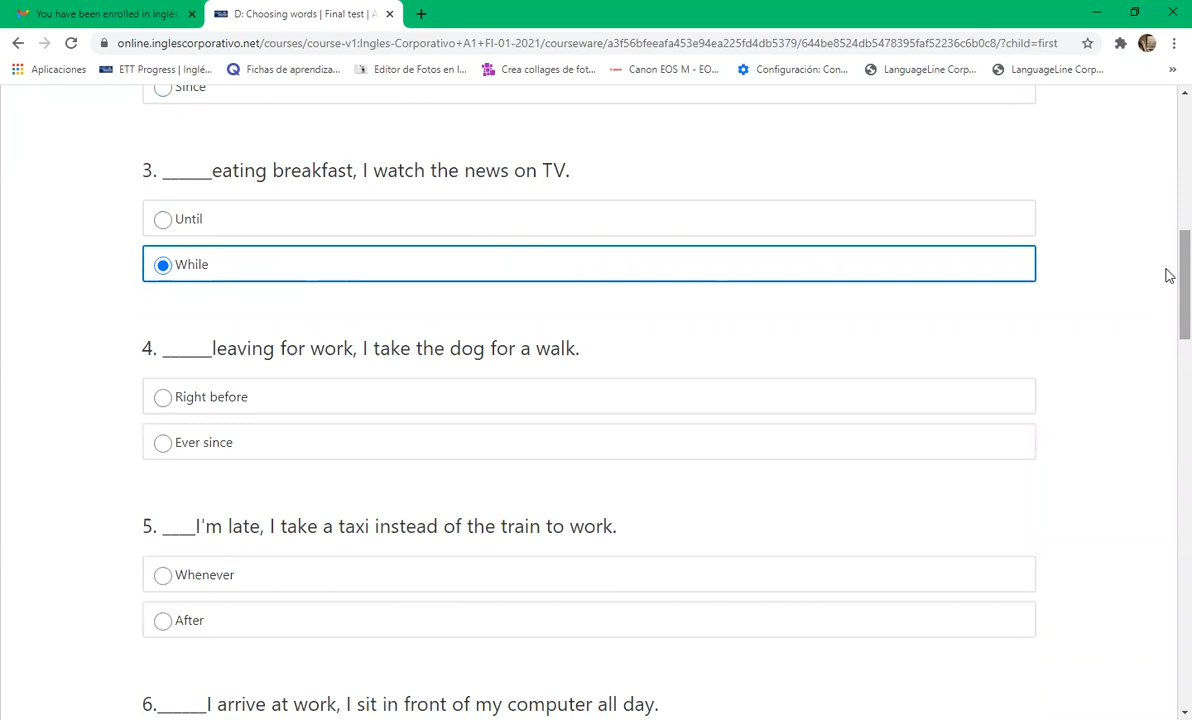 You have been enrolled in Inglés
D: Choosing words | Final test | A
online.inglescorporativo.net/courses/course-v1:Ingles-Corporativo+A1+FI-01-2021/courseware/a3f56bfeeafa453e94ea225fd4db5379/644be8524db5478395faf52236c6b0c8/?child=first
Aplicaciones ETT Progress | Inglé... Fichas de aprendiza... Editor de Fotos en l... Crea collages de fot... Canon EOS M - EO... Configuración: Con... LanguageLine Corp... LanguageLine Corp... »
Since
3. ______eating breakfast, I watch the news on TV.
Until
While
4. ______leaving for work, I take the dog for a walk.
Right before
Ever since
5. ____I'm late, I take a taxi instead of the train to work.
Whenever
After
6.______I arrive at work, I sit in front of my computer all day.